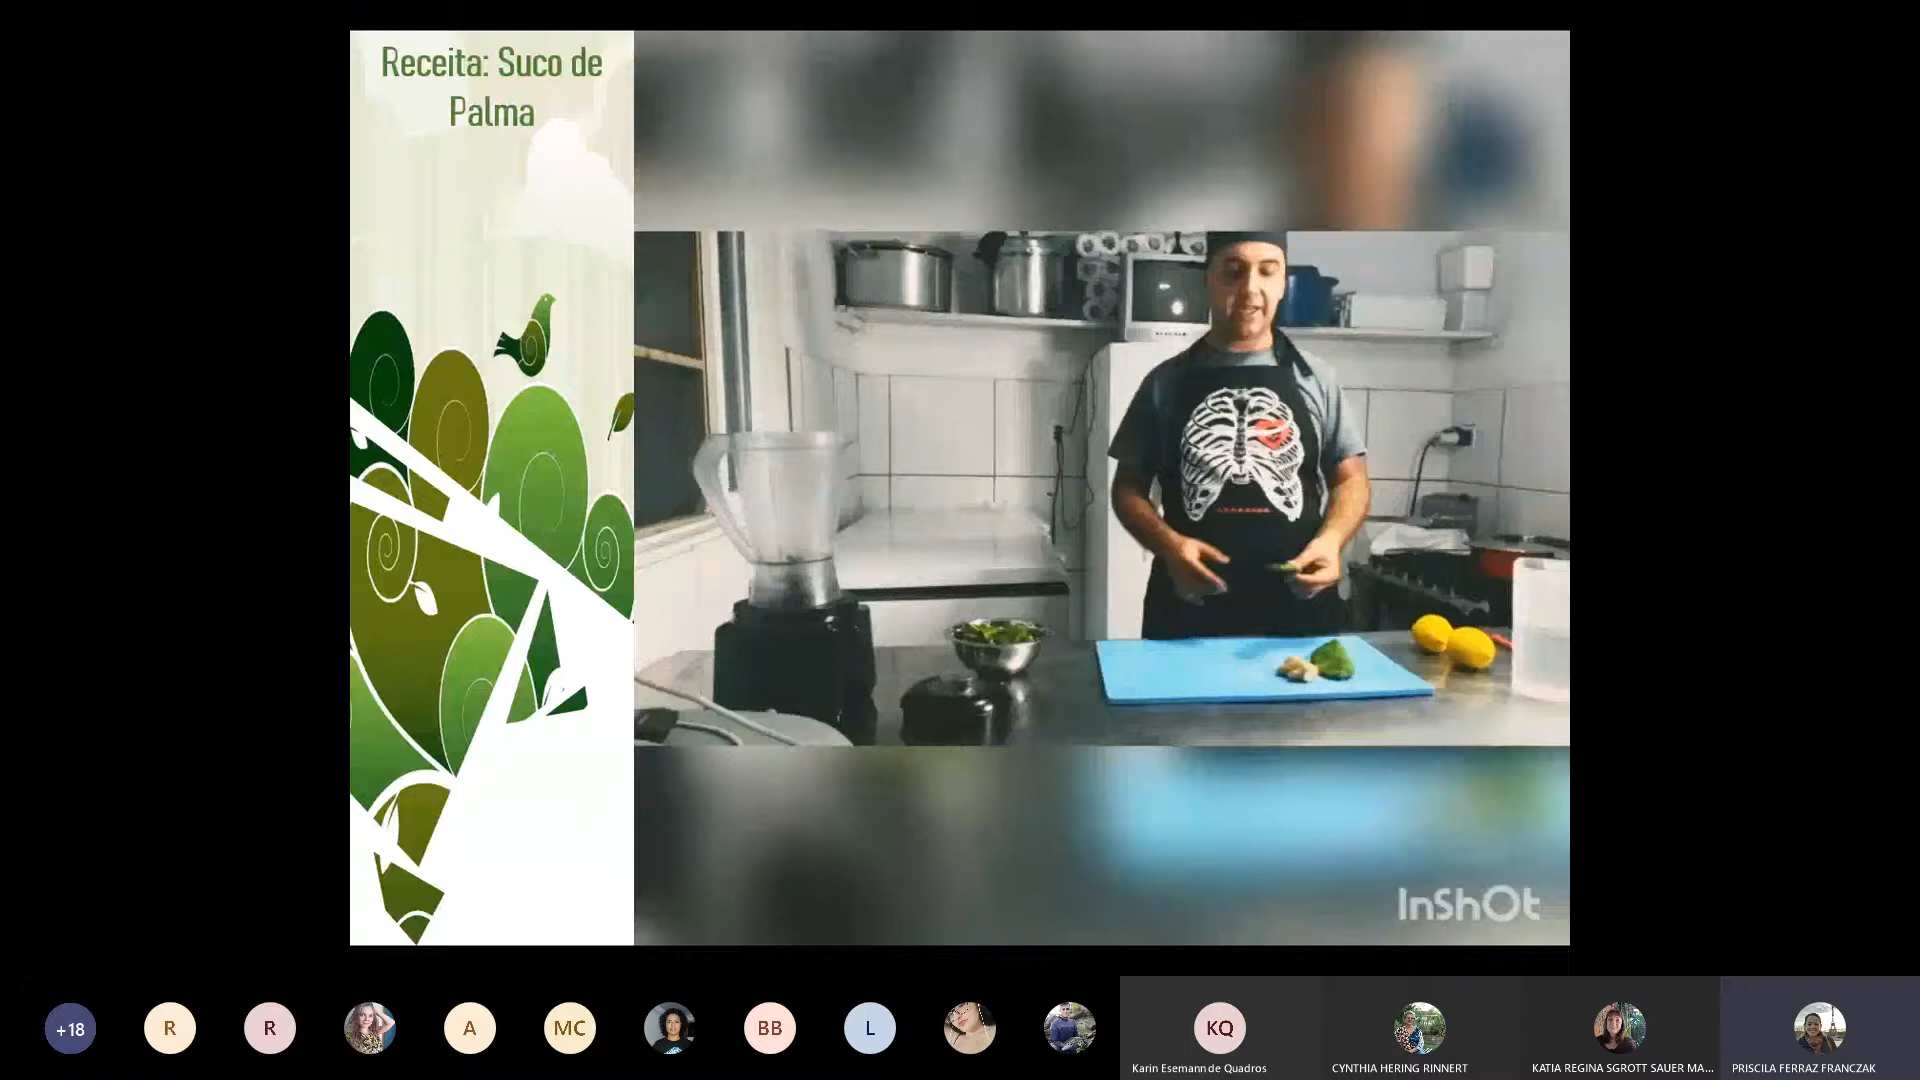 Receita: Suco de
Palma
InShOt
+18
R
R
A
MC
BB
L
KQ
Karin Esemann de Quadros
CYNTHIA HERING RINNERT
KATIA REGINA SGROTT SAUER MA...
PRISCILA FERRAZ FRANCZAK